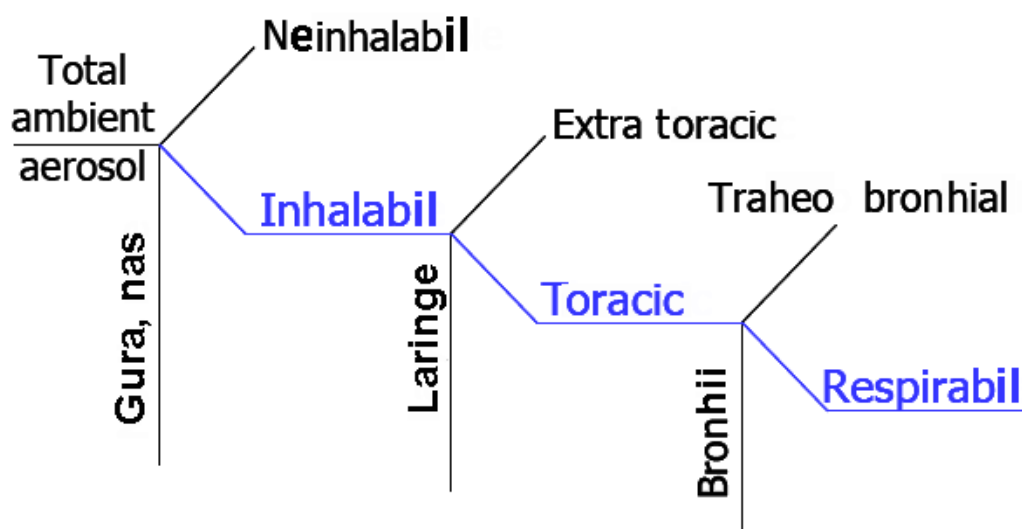 Neinhalabil
Total
ambient
aerosol
Extra toracic
Traheo bronhial
Inhalabil
Gura, nas
Laringe
Toracic
Bronhii
Respirabil